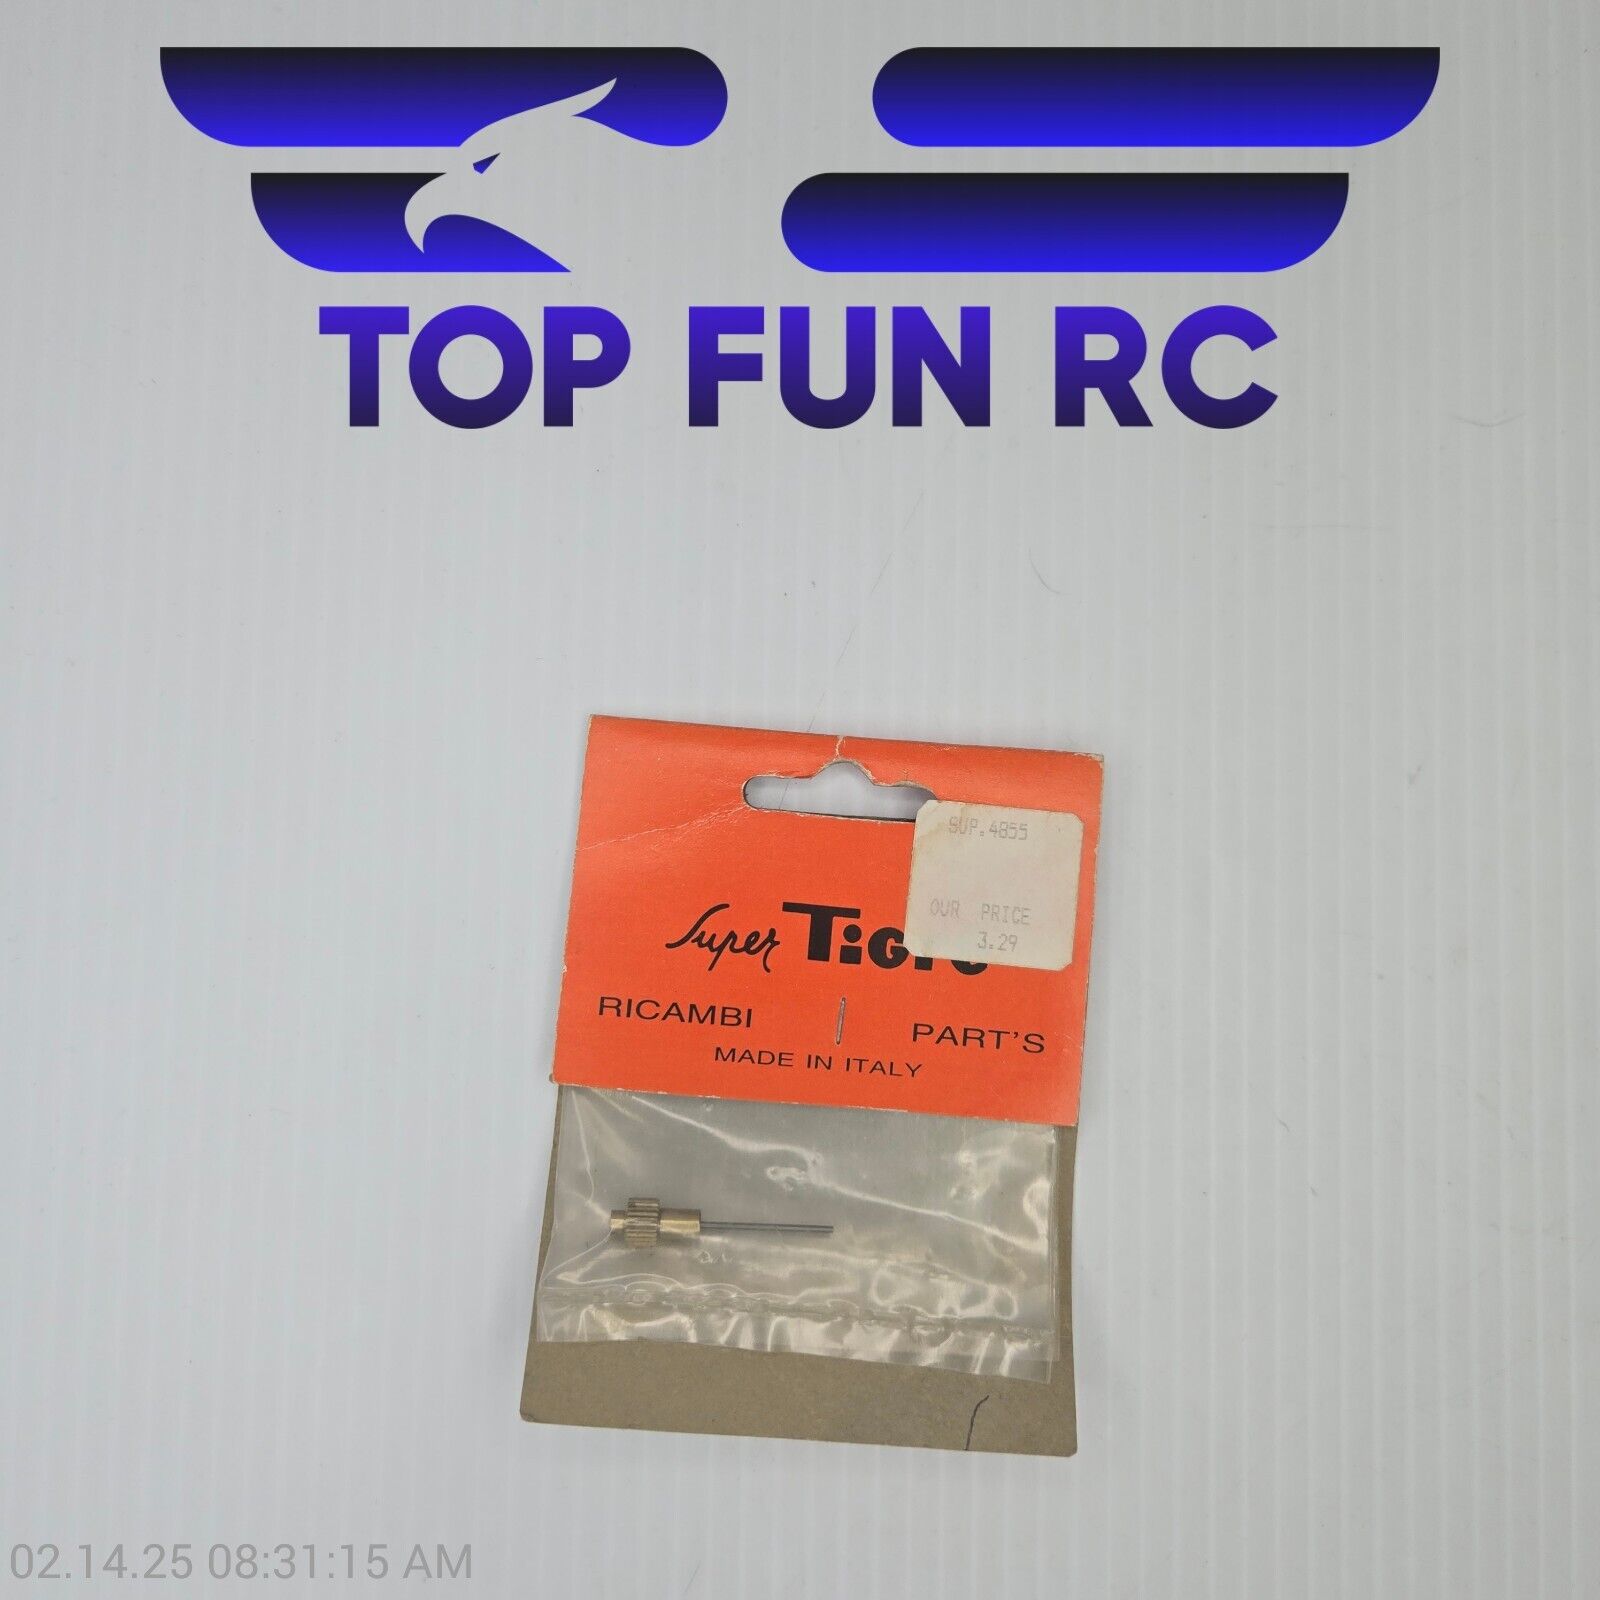 TOP FUN RC
SUP.4855
OUR PRICE
3.29
Super Tigre
RICAMBI PART'S
MADE IN ITALY
02.14.25 08:31:15 AM